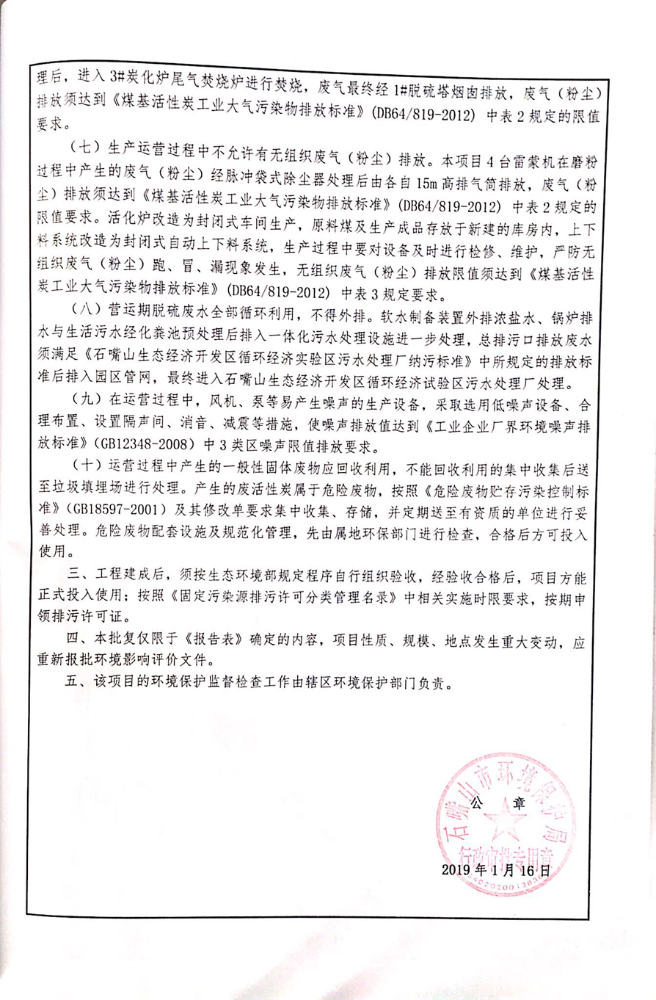 理后，进入 3#炭化炉尾气焚烧炉进行焚烧，废气最终经 1#脱硫塔烟囱排放，废气（粉尘）
排放须达到《煤基活性炭工业大气污染物排放标准》(DB64/819-2012) 中表 2 规定的限值
要求。
（七）生产运营过程中不允许有无组织废气（粉尘）排放。本项目 4 台雷蒙机在磨粉
过程中产生的废气（粉尘）经脉冲袋式除尘器处理后由各自 15m 高排气筒排放，废气（粉
尘）排放须达到《煤基活性炭工业大气污染物排放标准》(DB64/819-2012) 中表 2 规定的
限值要求。活化炉改造为封闭式车间生产，原料煤及生产成品存放于新建的库房内，上下
料系统改造为封闭式自动上下料系统，生产过程中要对设备及时进行检修、维护，严防无
组织废气（粉尘）跑、冒、漏现象发生，无组织废气（粉尘）排放限值须达到《煤基活性
炭工业大气污染物排放标准》(DB64/819-2012) 中表 3 规定要求。
（八）营运期脱硫废水全部循环利用，不得外排。软水制备装置外排浓盐水、锅炉排
水与生活污水经化粪池预处理后排入一体化污水处理设施进一步处理，总排污口排放废水
须满足《石嘴山生态经济开发区循环经济实验区污水处理厂纳污标准》中所规定的排放标
准后排入园区管网，最终进入石嘴山生态经济开发区循环经济试验区污水处理厂处理。
（九）在运营过程中，风机、泵等易产生噪声的生产设备，采取选用低噪声设备、合
理布置、设置隔声间、消音、减震等措施，使噪声排放值达到《工业企业厂界环境噪声排
放标准》（GB12348-2008）中 3 类区噪声限值排放要求。
（十）运营过程中产生的一般性固体废物应回收利用，不能回收利用的集中收集后送
至垃圾填埋场进行处理。产生的废活性炭属于危险废物，按照《危险废物贮存污染控制标
准》（GB18597-2001）及其修改单要求集中收集、存储，并定期送至有资质的单位进行妥
善处理。危险废物配套设施及规范化管理，先由属地环保部门进行检查，合格后方可投入
使用。
三、工程建成后，须按生态环境部规定程序自行组织验收，经验收合格后，项目方能
正式投入使用；按照《固定污染源排污许可分类管理名录》中相关实施时限要求，按期申
领排污许可证。
四、本批复仅限于《报告表》确定的内容，项目性质、规模、地点发生重大变动，应
重新报批环境影响评价文件。
五、该项目的环境保护监督检查工作由辖区环境保护部门负责。
石嘴山市环境保护局
公 章
行政审批专用章
2019 年 1 月 16 日